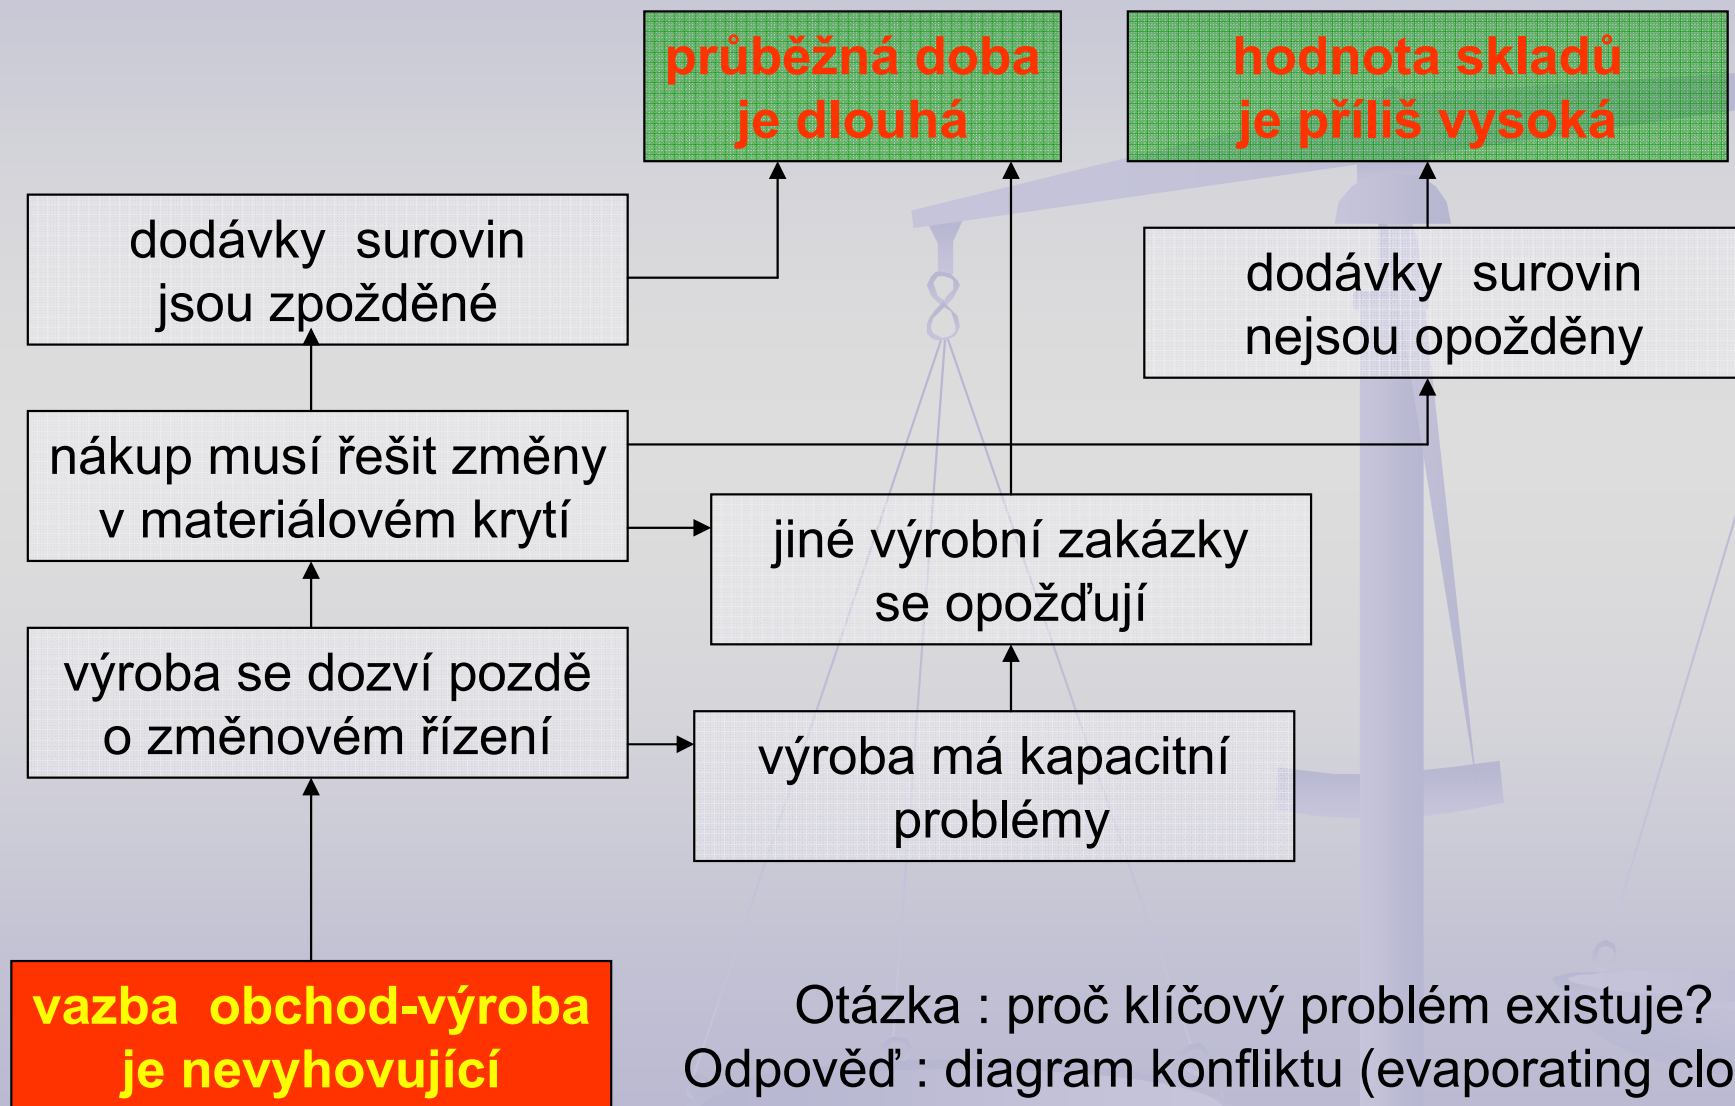 průběžná doba
je dlouhá
hodnota skladů
je příliš vysoká
dodávky surovin
jsou zpožděné
dodávky surovin
nejsou opožděny
nákup musí řešit změny
v materiálovém krytí
jiné výrobní zakázky
se opožďují
výroba se dozví pozdě
o změnovém řízení
výroba má kapacitní
problémy
vazba obchod-výroba
je nevyhovující
Otázka : proč klíčový problém existuje?
Odpověď : diagram konfliktu (evaporating clo